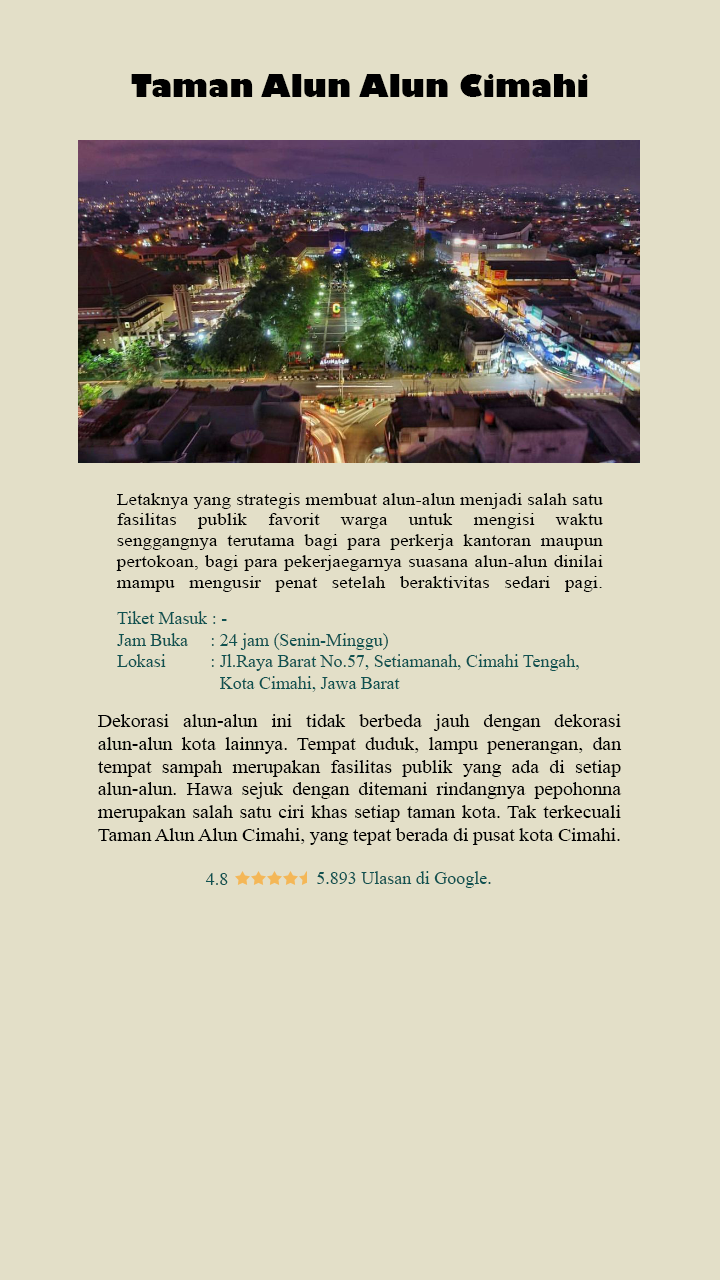 Taman Alun Alun Cimahi
C
Letaknya yang strategis membuat alun-alun menjadi salah satu
fasilitas publik favorit warga untuk mengisi waktu
senggangnya terutama bagi para perkerja kantoran maupun
pertokoan, bagi para pekerjaegarnya suasana alun-alun dinilai
mampu mengusir penat setelah beraktivitas sedari pagi.
Tiket Masuk : -
Jam Buka : 24 jam (Senin-Minggu)
Lokasi : Jl.Raya Barat No.57, Setiamanah, Cimahi Tengah,
Kota Cimahi, Jawa Barat
Dekorasi alun-alun ini tidak berbeda jauh dengan dekorasi
alun-alun kota lainnya. Tempat duduk, lampu penerangan, dan
tempat sampah merupakan fasilitas publik yang ada di setiap
alun-alun. Hawa sejuk dengan ditemani rindangnya pepohonna
merupakan salah satu ciri khas setiap taman kota. Tak terkecuali
Taman Alun Alun Cimahi, yang tepat berada di pusat kota Cimahi.
4.8 5.893 Ulasan di Google.